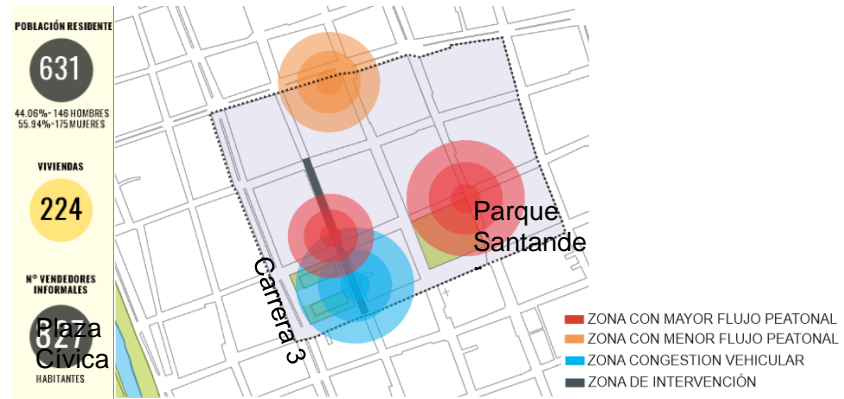 POBLACIÓN RESIDENTE
631
44.06%=146 HOMBRES
55.94%=175 MUJERES
VIVIENDAS
224
N° VENDEDORES
INFORMALES
827
Plaza
Cívica
HABITANTES
Carrera 3
Parque
Santande
ZONA CON MAYOR FLUJO PEATONAL
ZONA CON MENOR FLUJO PEATONAL
ZONA CONGESTION VEHICULAR
ZONA DE INTERVENCIÓN